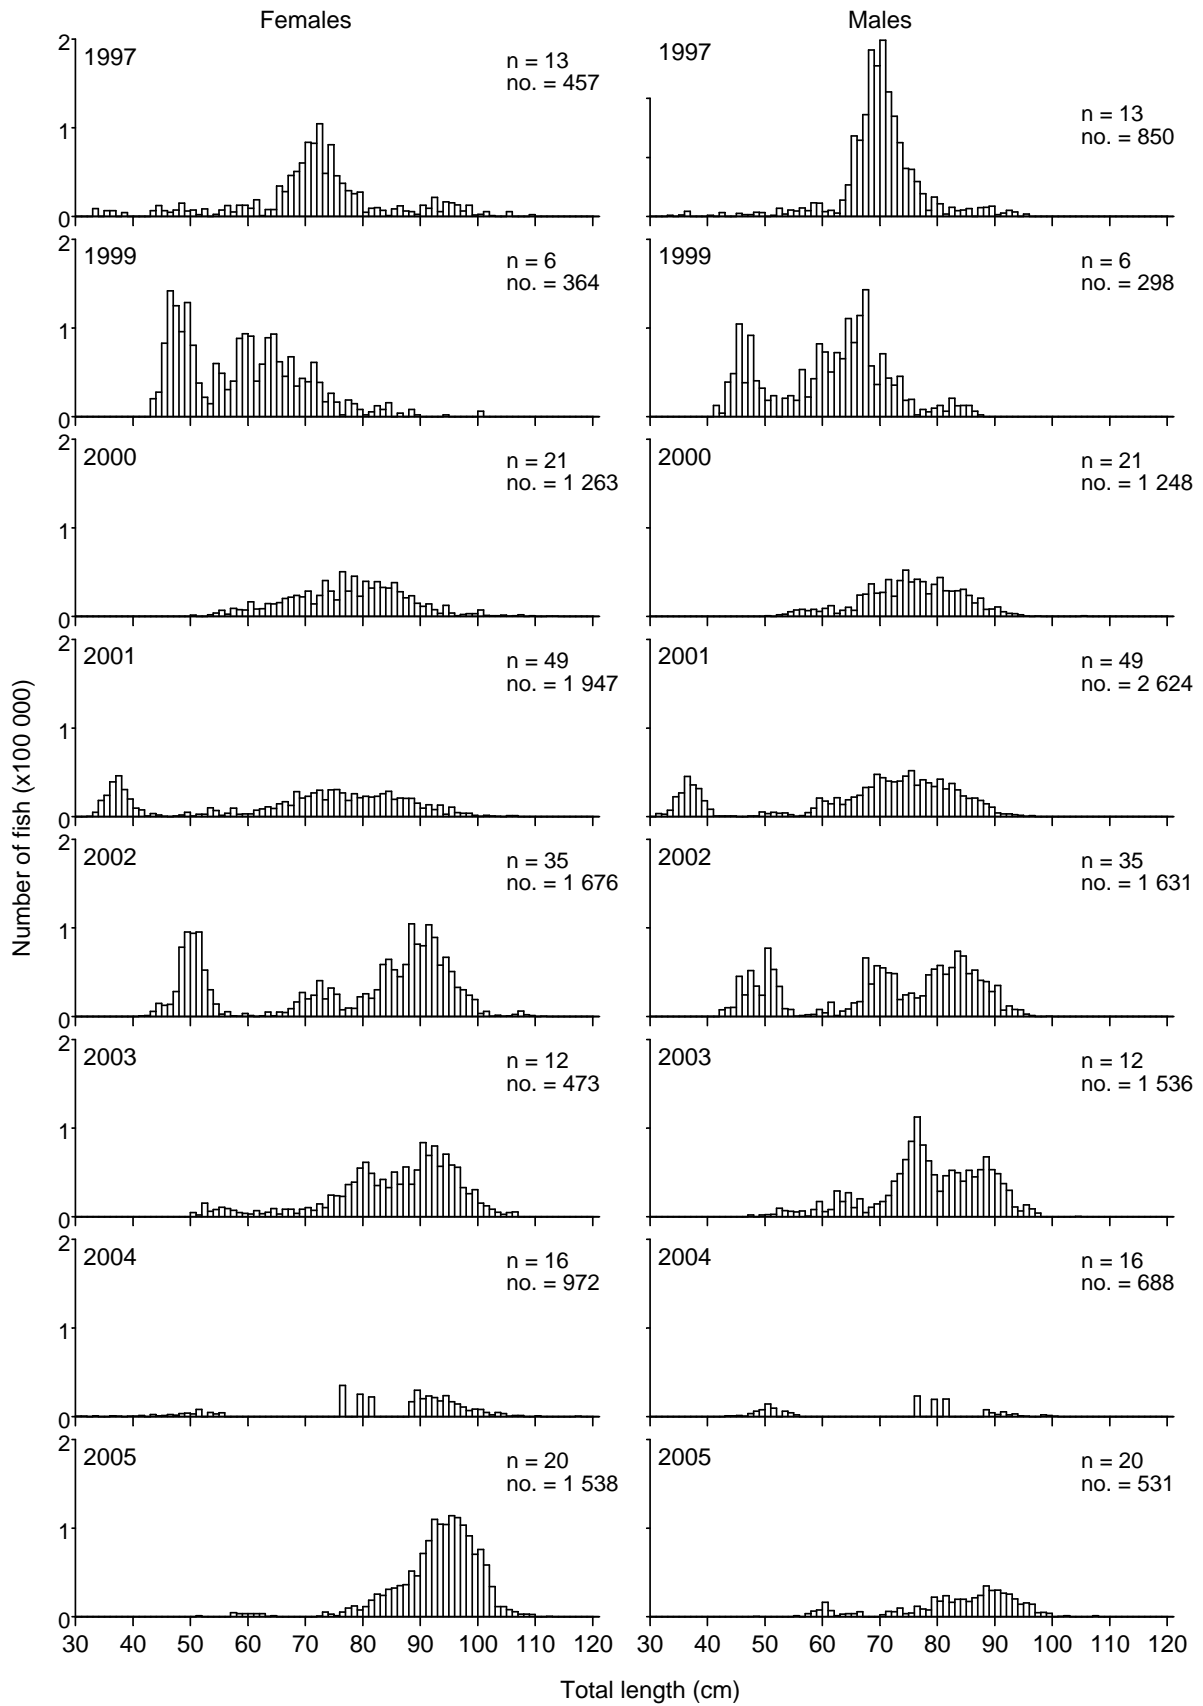 Females
Males
2
1997
n = 13
no. = 457
1
0
1997
n = 13
no. = 850
2
1999
n = 6
no. = 364
1
0
1999
n = 6
no. = 298
2
2000
n = 21
no. = 1 263
1
0
2000
n = 21
no. = 1 248
2
2001
n = 49
no. = 1 947
1
0
2001
n = 49
no. = 2 624
Number of fish (x100 000)
2
2002
n = 35
no. = 1 676
1
0
2002
n = 35
no. = 1 631
2
2003
n = 12
no. = 473
1
0
2003
n = 12
no. = 1 536
2
2004
n = 16
no. = 972
1
0
2004
n = 16
no. = 688
2
2005
n = 20
no. = 1 538
1
0
2005
n = 20
no. = 531
30 40 50 60 70 80 90 100 110 120
30 40 50 60 70 80 90 100 110 120
Total length (cm)